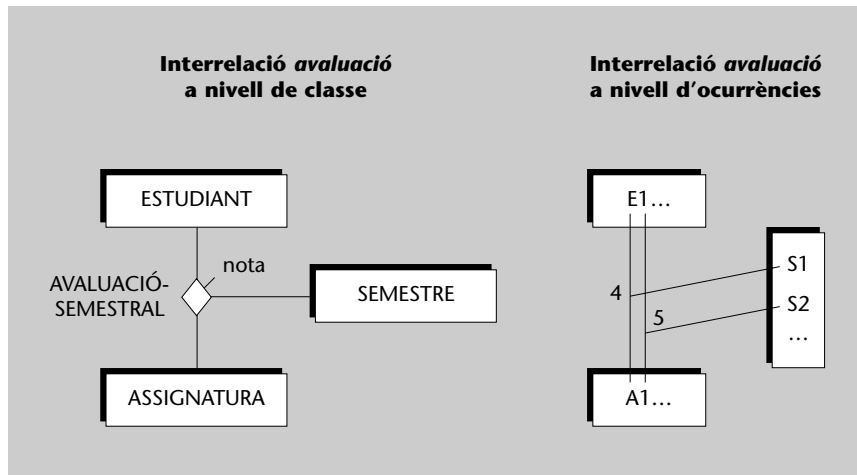 Interrelació avaluació
a nivell de classe
Interrelació avaluació
a nivell d’ocurrències
ESTUDIANT
nota
AVALUACIÓ-
SEMESTRAL
SEMESTRE
ASSIGNATURA
E1…
S1
4
S2
5
…
A1…